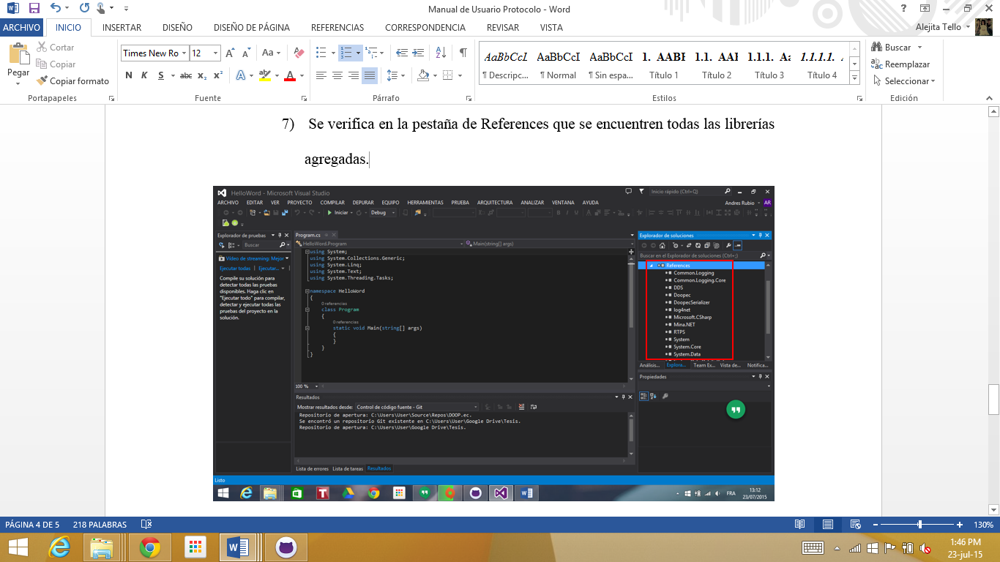 Manual de Usuario Protocolo - Word
ARCHIVO INICIO INSERTAR DISEÑO DISEÑO DE PÁGINA REFERENCIAS CORRESPONDENCIA REVISAR VISTA
Alejita Tello
Pegar
Cortar
Copiar
Copiar formato
Portapapeles
Times New Ro 12
Aa
N K S abc x₂ x² A ab A
Fuente
Párrafo
AaBbCcI AaBbCcI AaBbCcI 1. AABI 1.1. AAI 1.1.1. Aa 1.1.1.1.
¶ Descripc... ¶ Normal ¶ Sin espa... Título 1 Título 2 Título 3 Título 4
Estilos
Buscar
Reemplazar
Seleccionar
Edición
7) Se verifica en la pestaña de References que se encuentren todas las librerías
agregadas.
HelloWord - Microsoft Visual Studio
Inicio rápido (Ctrl+Q)
ARCHIVO EDITAR VER PROYECTO COMPILAR DEPURAR EQUIPO HERRAMIENTAS PRUEBA ARQUITECTURA ANALIZAR VENTANA AYUDA
Andres Rubio AR
Iniciar Debug
Explorador de pruebas
Buscar
Vídeo de streaming: Mejor
Ejecutar todas | Ejecutar...
Compile su solución para
detectar todas las pruebas
disponibles. Haga clic en
"Ejecutar todo" para compilar,
detectar y ejecutar todas las
pruebas del proyecto en la
solución.
Program.cs
HelloWord.Program Main(string[] args)
using System;
using System.Collections.Generic;
using System.Linq;
using System.Text;
using System.Threading.Tasks;
namespace HelloWord
{
0 referencias
class Program
{
0 referencias
static void Main(string[] args)
{
}
}
}
100 %
Resultados
Mostrar resultados desde: Control de código fuente - Git
Repositorio de apertura: C:\Users\User\Source\Repos\DOOP.ec.
Se encontró un repositorio Git existente en C:\Users\User\Google Drive\Tesis.
Repositorio de apertura: C:\Users\User\Google Drive\Tesis.
Lista de errores Lista de tareas Resultados
Explorador de soluciones
Buscar en el Explorador de soluciones (Ctrl+;)
References
Common.Logging
Common.Logging.Core
DDS
Doopec
DoopecSerializer
log4net
Microsoft.CSharp
Mina.NET
RTPS
System
System.Core
System.Data
Análisis... Explora... Team Ex... Vista de... Notifica...
Propiedades
Listo
FRA
13:12
23/07/2015
PÁGINA 4 DE 5 218 PALABRAS
130%
1:46 PM
23-jul-15